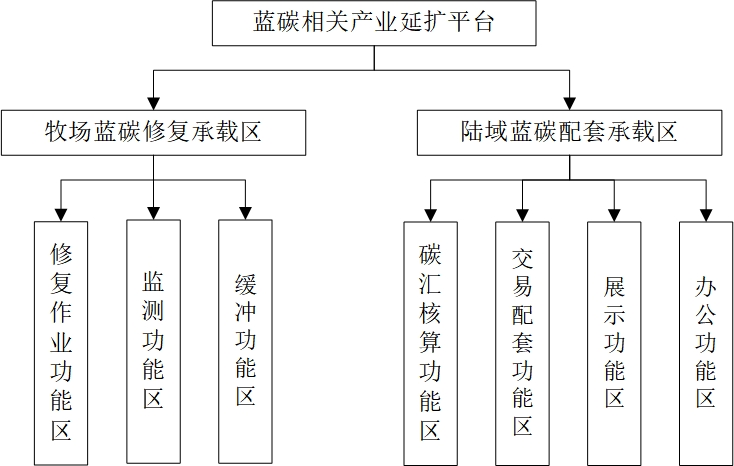 蓝碳相关产业延扩平台
牧场蓝碳修复承载区
陆域蓝碳配套承载区
修复作业功能区
监测功能区
缓冲功能区
碳汇核算功能区
交易配套功能区
展示功能区
办公功能区